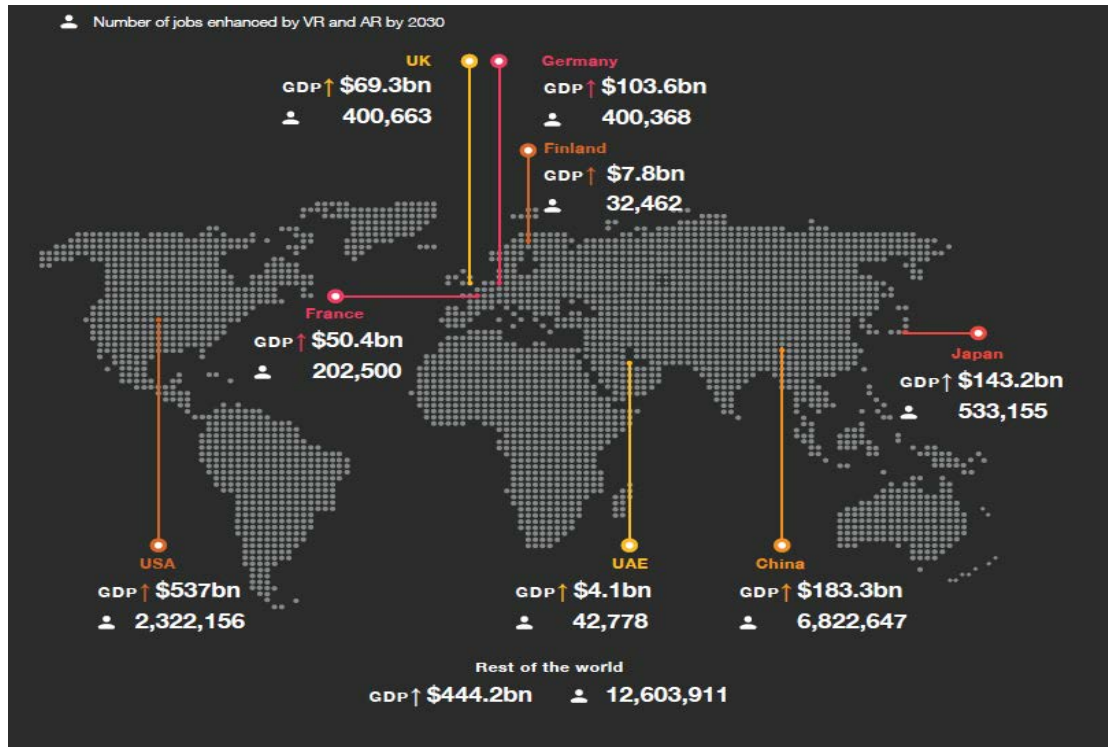 Number of jobs enhanced by VR and AR by 2030
UK
GDP↑ $69.3bn
400,663
Germany
GDP↑ $103.6bn
400,368
Finland
GDP↑ $7.8bn
32,462
France
GDP↑ $50.4bn
202,500
Japan
GDP↑ $143.2bn
533,155
USA
GDP↑ $537bn
2,322,156
UAE
GDP↑ $4.1bn
42,778
China
GDP↑ $183.3bn
6,822,647
Rest of the world
GDP↑ $444.2bn 12,603,911